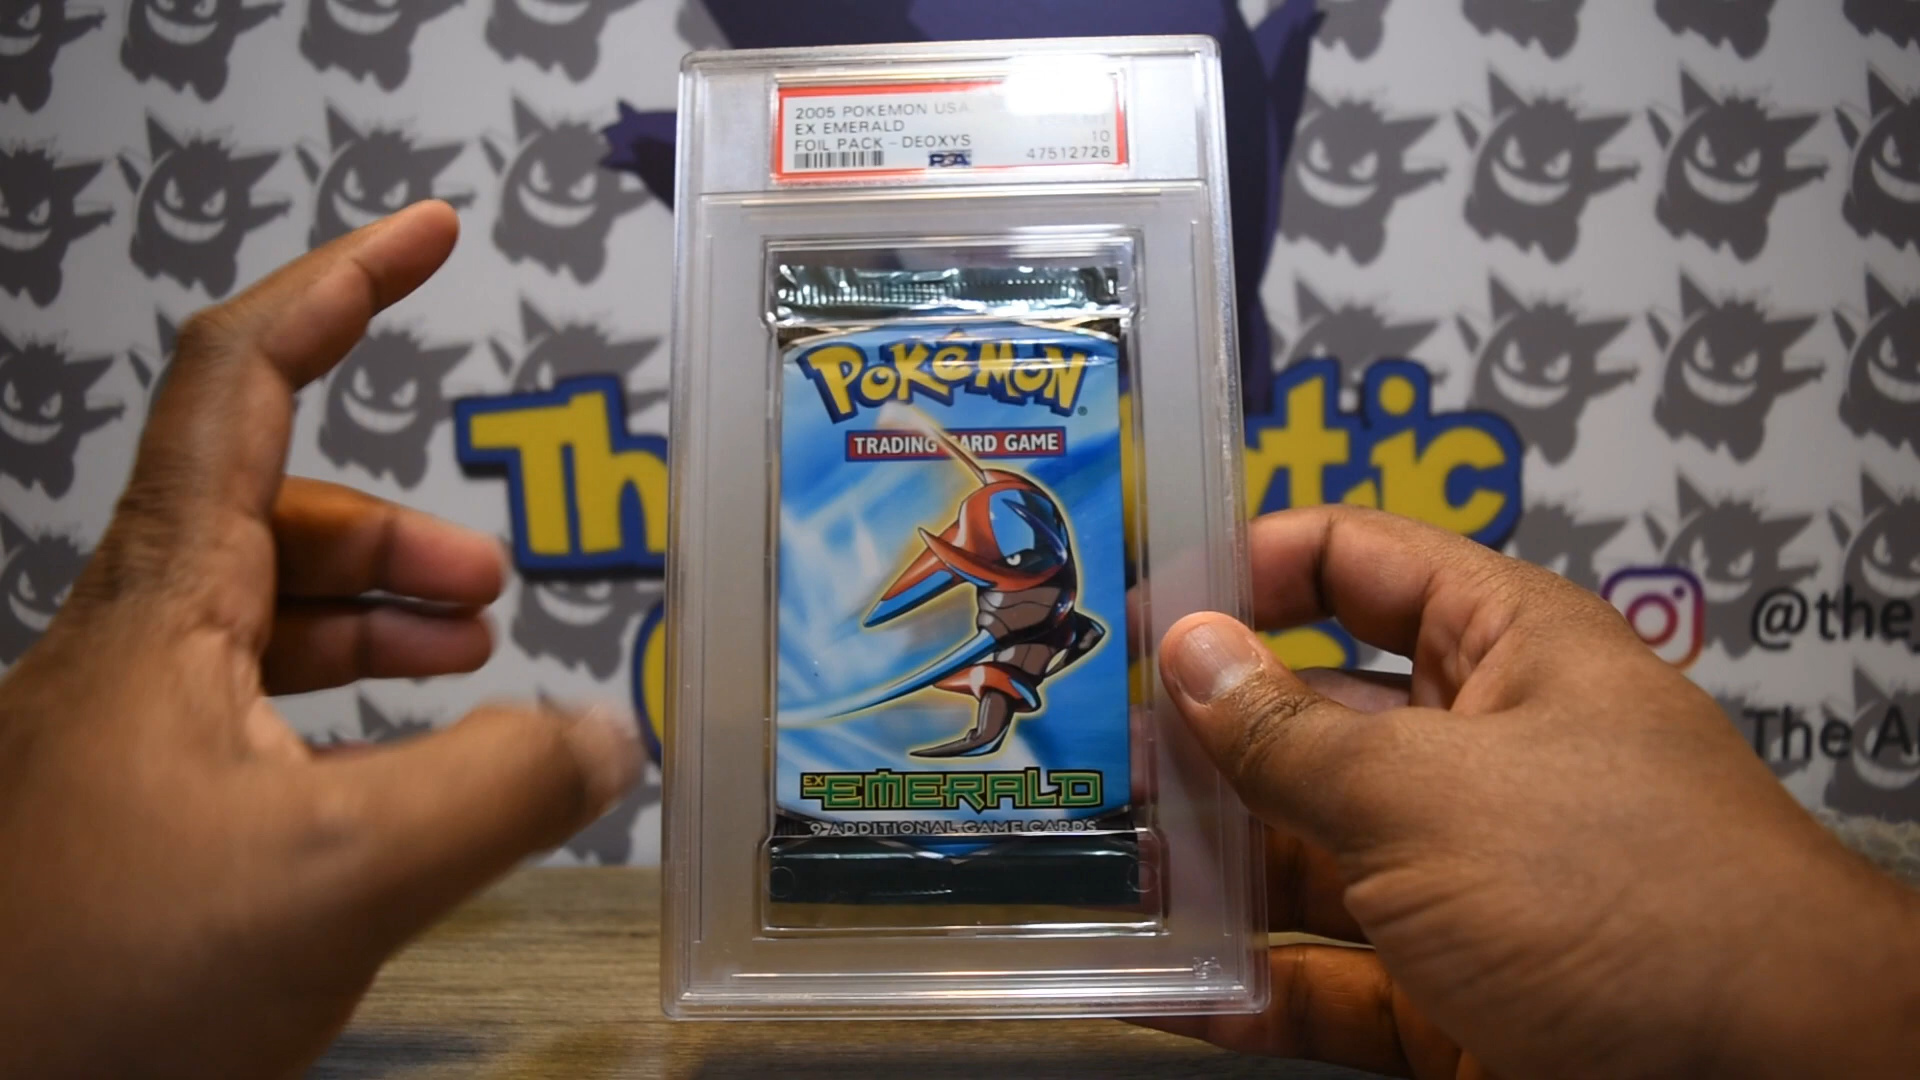 2005 POKEMON USA
EX EMERALD
10
FOIL PACK - DEOXYS
PSA
47512726
POKéMON
TRADING CARD GAME
EX EMERALD
9 ADDITIONAL GAME CARDS
@the
The